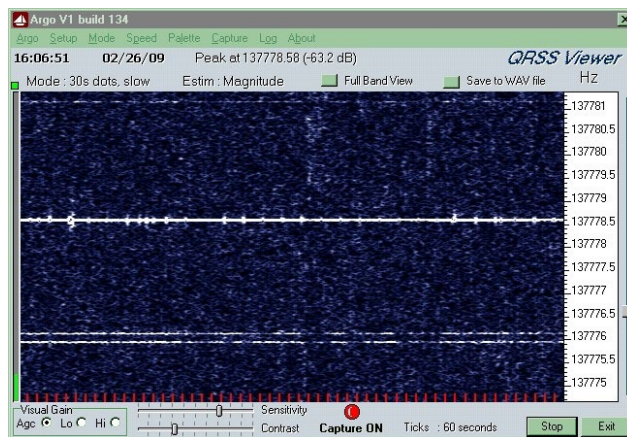 Argo V1 build 134
Argo Setup Mode Speed Palette Capture Log About
16:06:51 02/26/09 Peak at 137778.58 (-63.2 dB) QRSS Viewer
Mode : 30s dots, slow Estim : Magnitude Full Band View Save to WAV file Hz
137781
137780.5
137780
137779.5
137779
137778.5
137778
137777.5
137777
137776.5
137776
137775.5
137775
Visual Gain
Agc Lo Hi
Sensitivity
Contrast
Capture ON
Ticks : 60 seconds
Stop
Exit